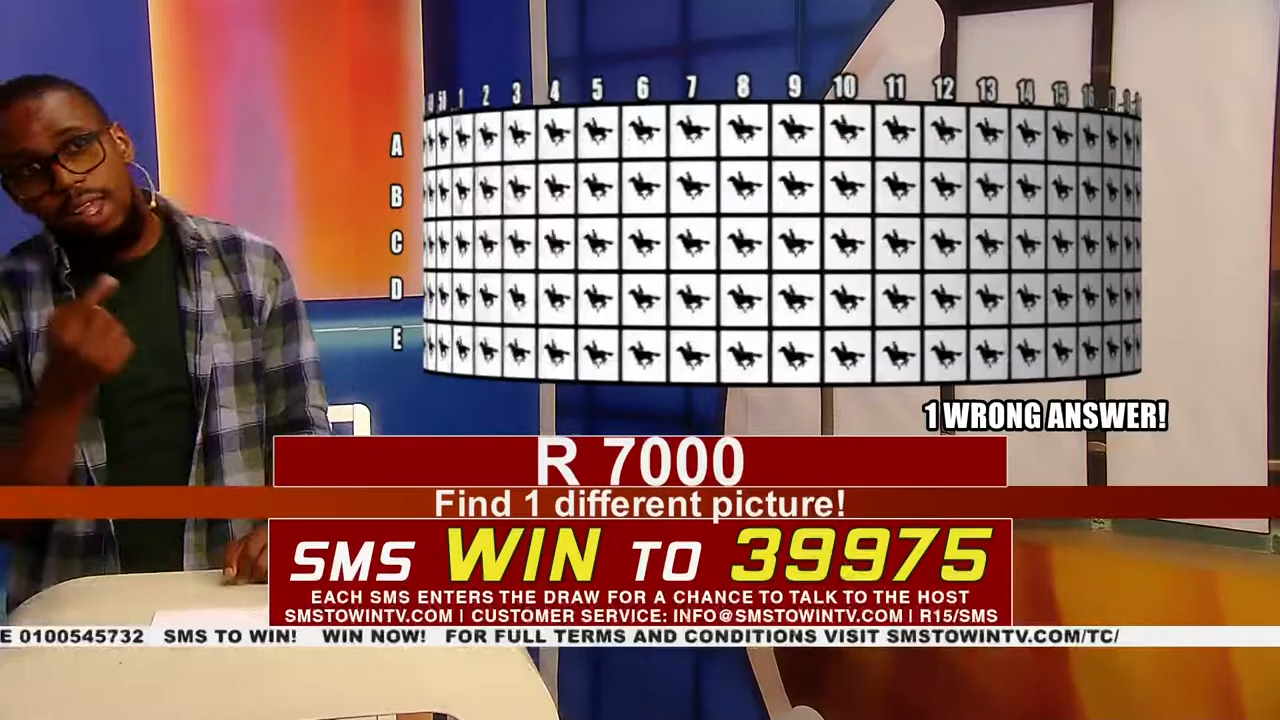 1 2 3 4 5 6 7 8 9 10 11 12 13 14 15 16
A
B
C
D
E
1 WRONG ANSWER!
R 7000
Find 1 different picture!
SMS WIN TO 39975
EACH SMS ENTERS THE DRAW FOR A CHANCE TO TALK TO THE HOST
SMSTOWINTV.COM | CUSTOMER SERVICE: INFO@SMSTOWINTV.COM | R15/SMS
E 0100545732 SMS TO WIN! WIN NOW! FOR FULL TERMS AND CONDITIONS VISIT SMSTOWINTV.COM/TC/